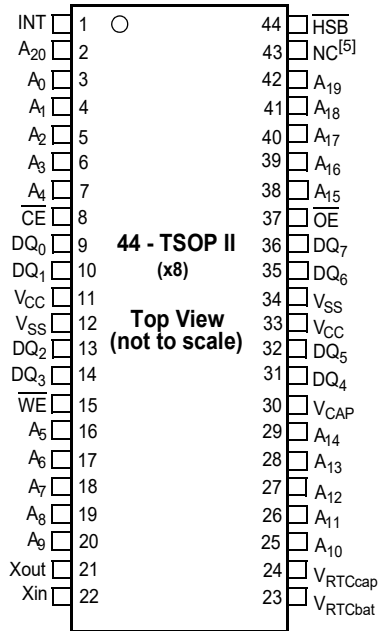 INT 1 44 H̅S̅B̅
A20 2 43 NC[5]
A0 3 42 A19
A1 4 41 A18
A2 5 40 A17
A3 6 39 A16
A4 7 38 A15
C̅E̅ 8 37 O̅E̅
DQ0 9 44 - TSOP II 36 DQ7
DQ1 10 (x8) 35 DQ6
VCC 11 34 VSS
VSS 12 Top View 33 VCC
DQ2 13 (not to scale) 32 DQ5
DQ3 14 31 DQ4
W̅E̅ 15 30 VCAP
A5 16 29 A14
A6 17 28 A13
A7 18 27 A12
A8 19 26 A11
A9 20 25 A10
Xout 21 24 VRTCcap
Xin 22 23 VRTCbat